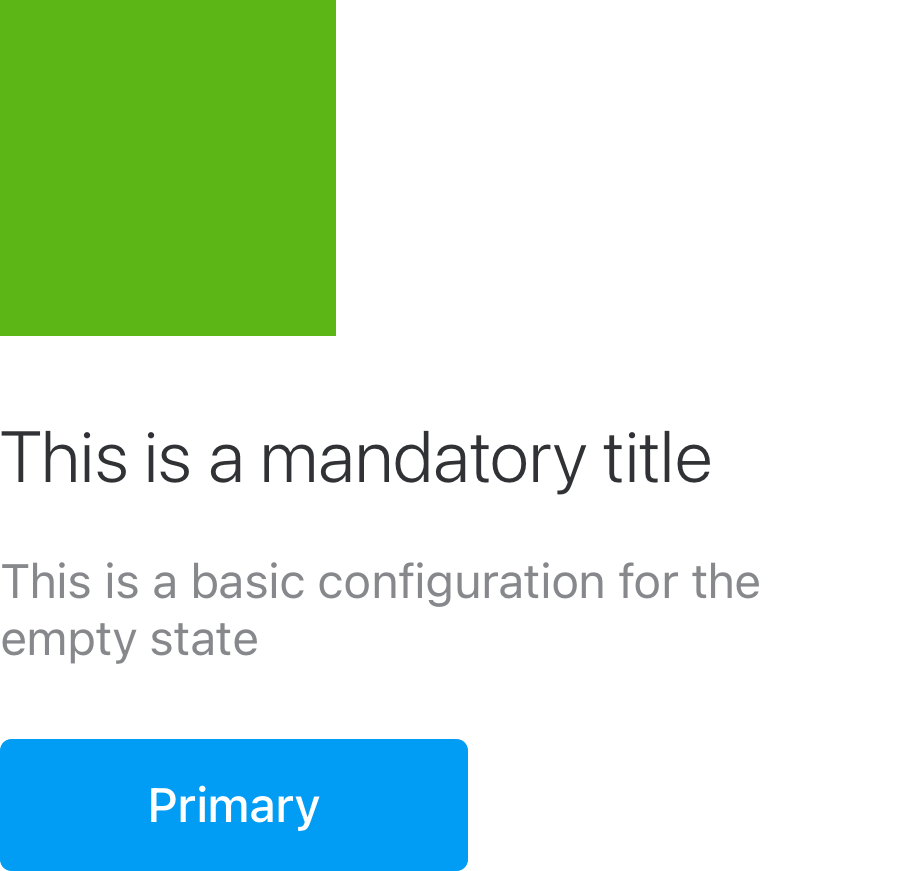 This is a mandatory title
This is a basic configuration for the
empty state
Primary